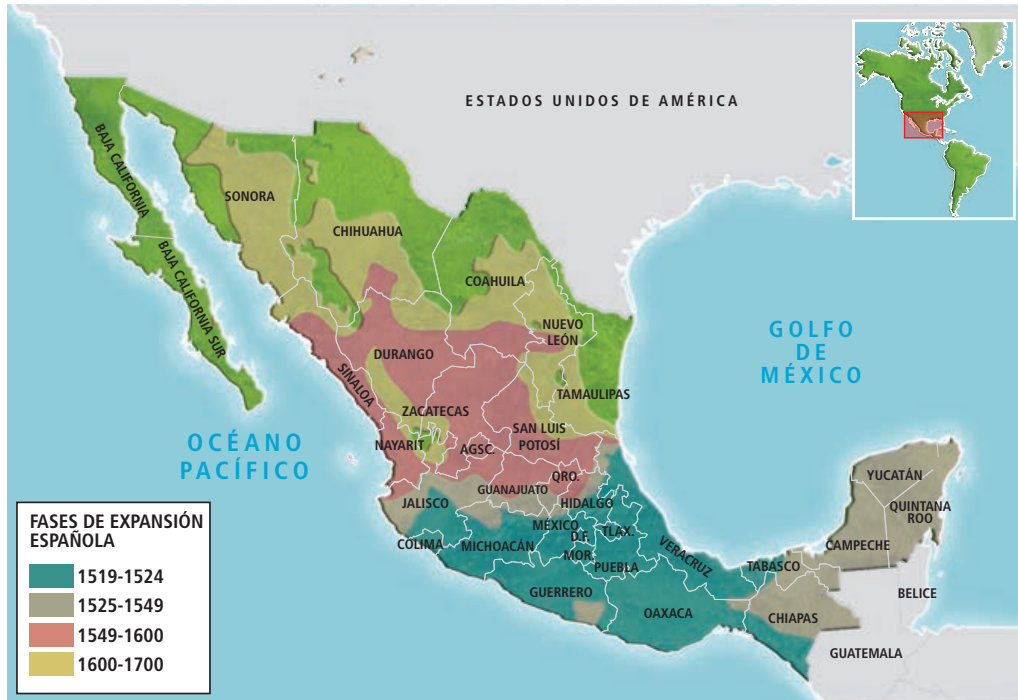 ESTADOS UNIDOS DE AMÉRICA
BAJA CALIFORNIA
SONORA
CHIHUAHUA
BAJA CALIFORNIA SUR
COAHUILA
NUEVO
LEÓN
GOLFO
DE
MÉXICO
DURANGO
SINALOA
TAMAULIPAS
ZACATECAS
OCÉANO
PACÍFICO
SAN LUIS
POTOSÍ
NAYARIT
AGSC.
QRO.
YUCATÁN
GUANAJUATO
JALISCO
HIDALGO
QUINTANA
ROO
MÉXICO
D.F.
TLAX.
COLIMA
MICHOACÁN
MOR.
PUEBLA
VERACRUZ
CAMPECHE
TABASCO
GUERRERO
OAXACA
CHIAPAS
BELICE
GUATEMALA
FASES DE EXPANSIÓN
ESPAÑOLA
1519-1524
1525-1549
1549-1600
1600-1700